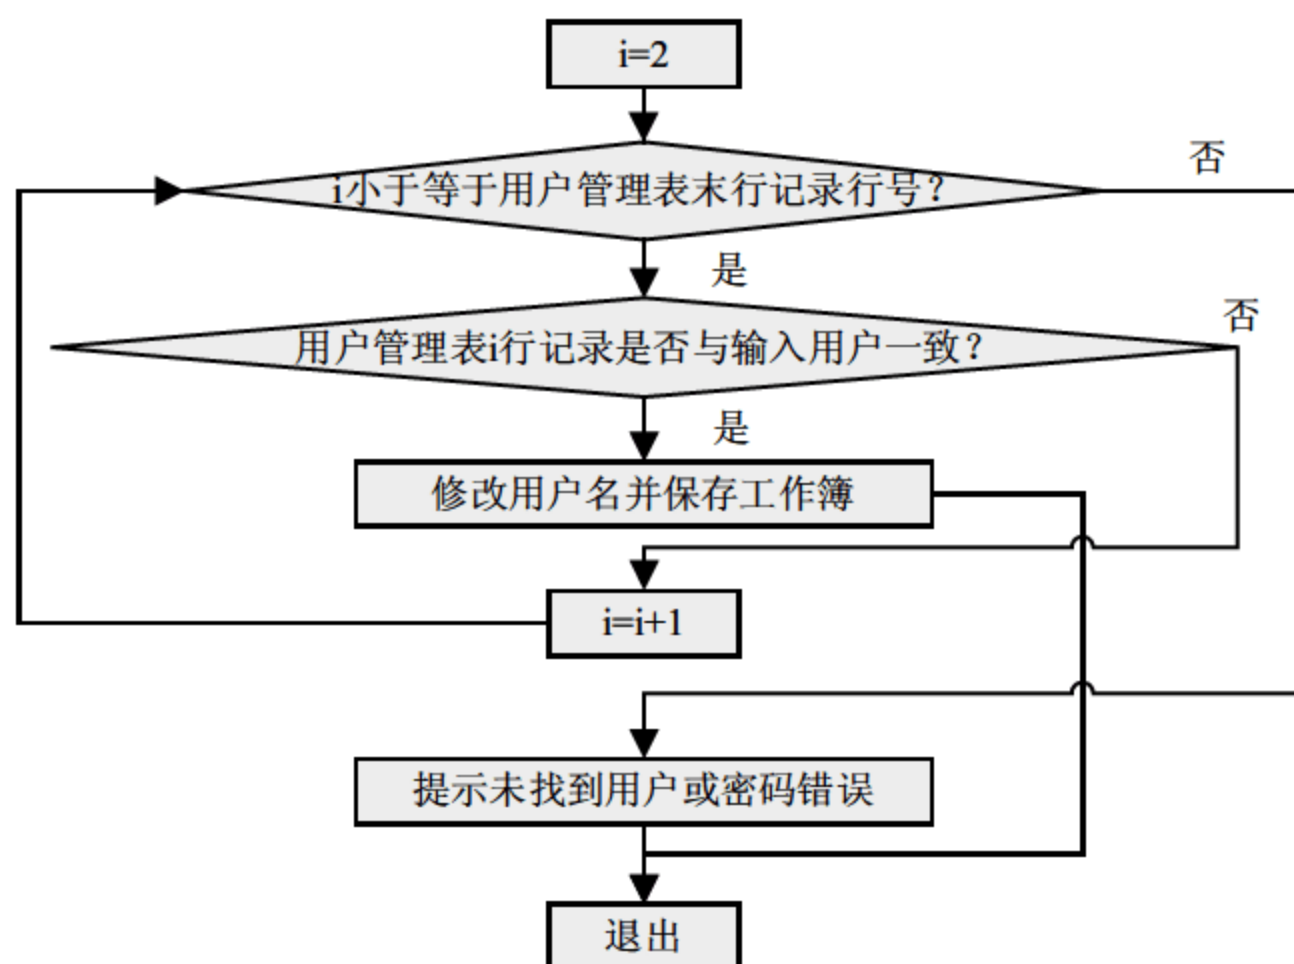 i=2
否
i小于等于用户管理表末行记录行号？
是
否
用户管理表i行记录是否与输入用户一致？
是
修改用户名并保存工作簿
i=i+1
提示未找到用户或密码错误
退出